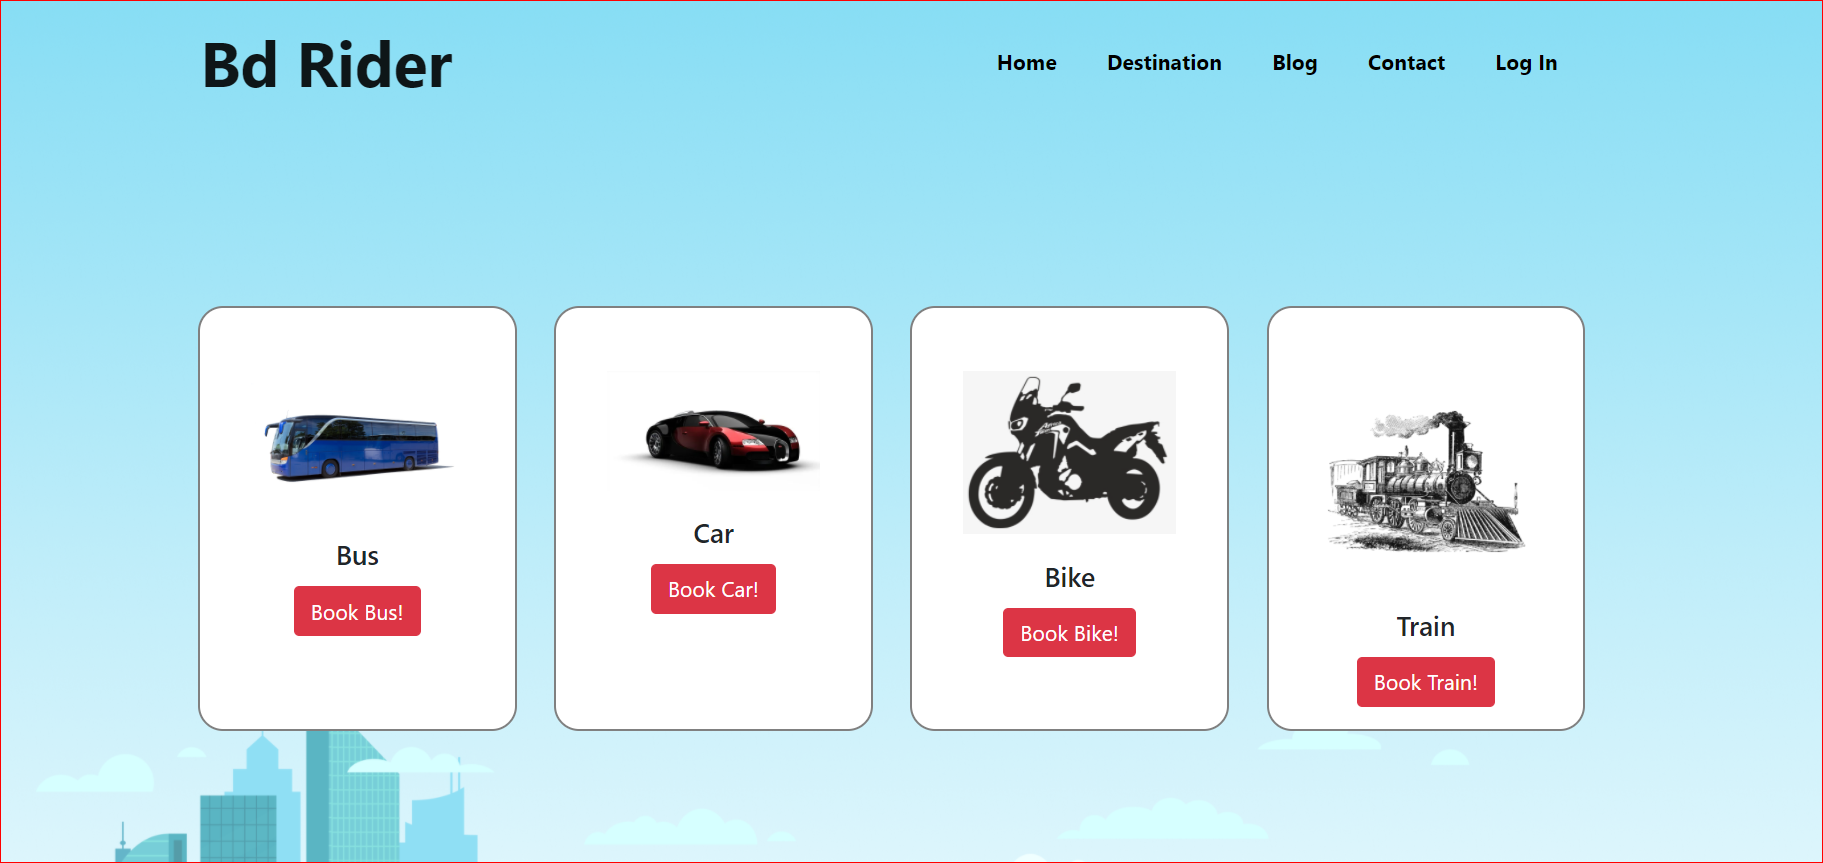 Bd Rider
Home Destination Blog Contact Log In
Bus
Book Bus!
Car
Book Car!
Bike
Book Bike!
Train
Book Train!